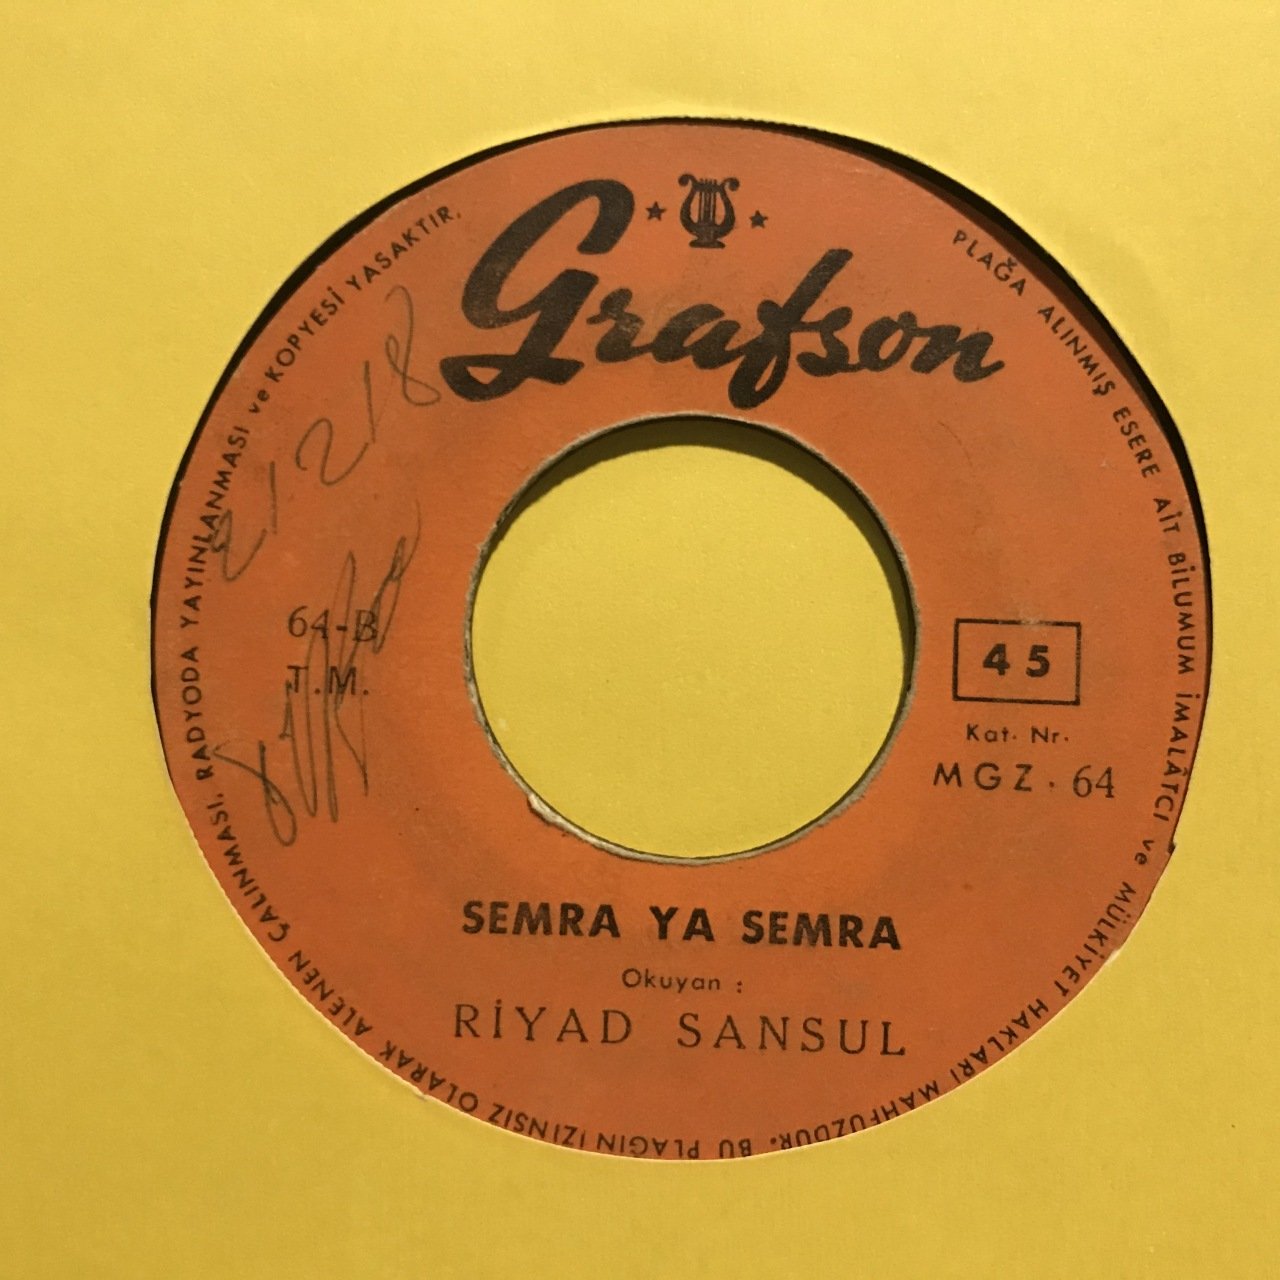 Grafson
PLAĞA ALINMIŞ ESERE AİT BİLUMUM İMALÂTCI ve MÜLKİYET HAKLARI MAHFUZDUR. BU PLAĞIN İZİNSİZ OLARAK ALENEN ÇALINMASI, RADYODA YAYINLANMASI ve KOPYESİ YASAKTIR.
64-B
T.M.
45
Kat. Nr.
MGZ. 64
SEMRA YA SEMRA
Okuyan :
RİYAD SANSUL